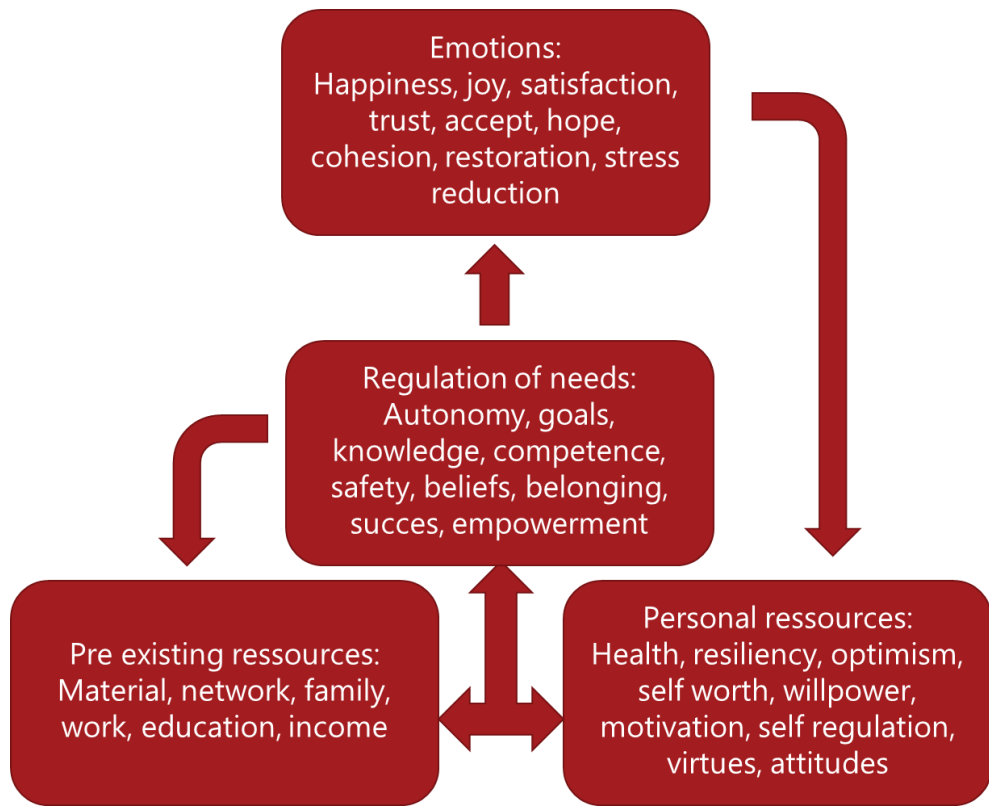 Emotions:
Happiness, joy, satisfaction,
trust, accept, hope,
cohesion, restoration, stress
reduction
Regulation of needs:
Autonomy, goals,
knowledge, competence,
safety, beliefs, belonging,
succes, empowerment
Pre existing ressources:
Material, network, family,
work, education, income
Personal ressources:
Health, resiliency, optimism,
self worth, willpower,
motivation, self regulation,
virtues, attitudes